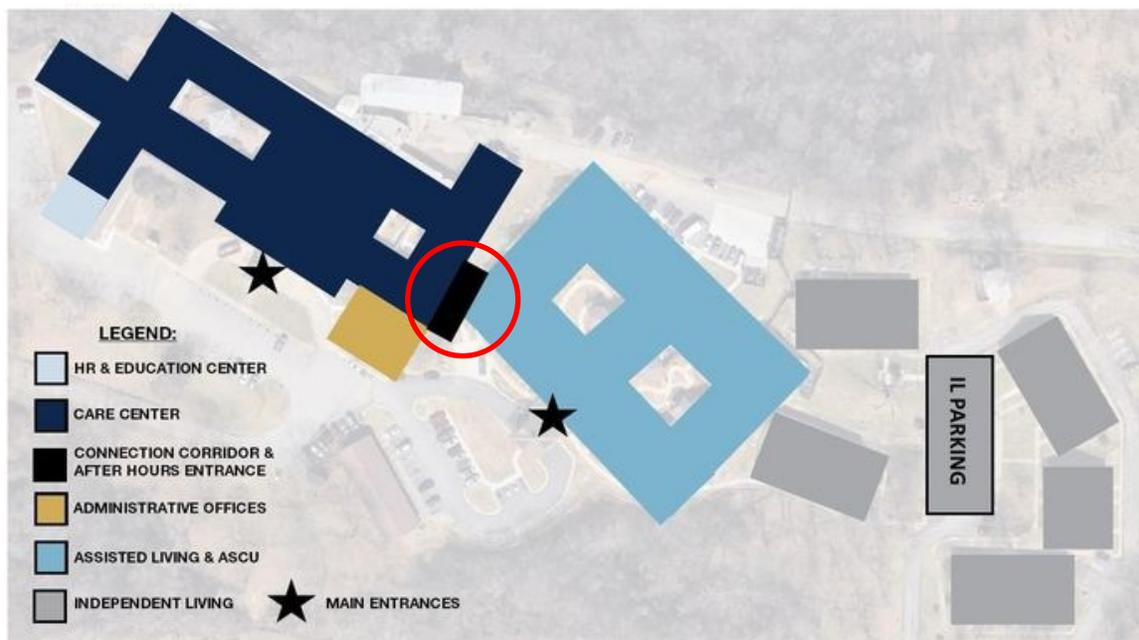 IL PARKING
LEGEND:
HR & EDUCATION CENTER
CARE CENTER
CONNECTION CORRIDOR &
AFTER HOURS ENTRANCE
ADMINISTRATIVE OFFICES
ASSISTED LIVING & ASCU
INDEPENDENT LIVING
MAIN ENTRANCES